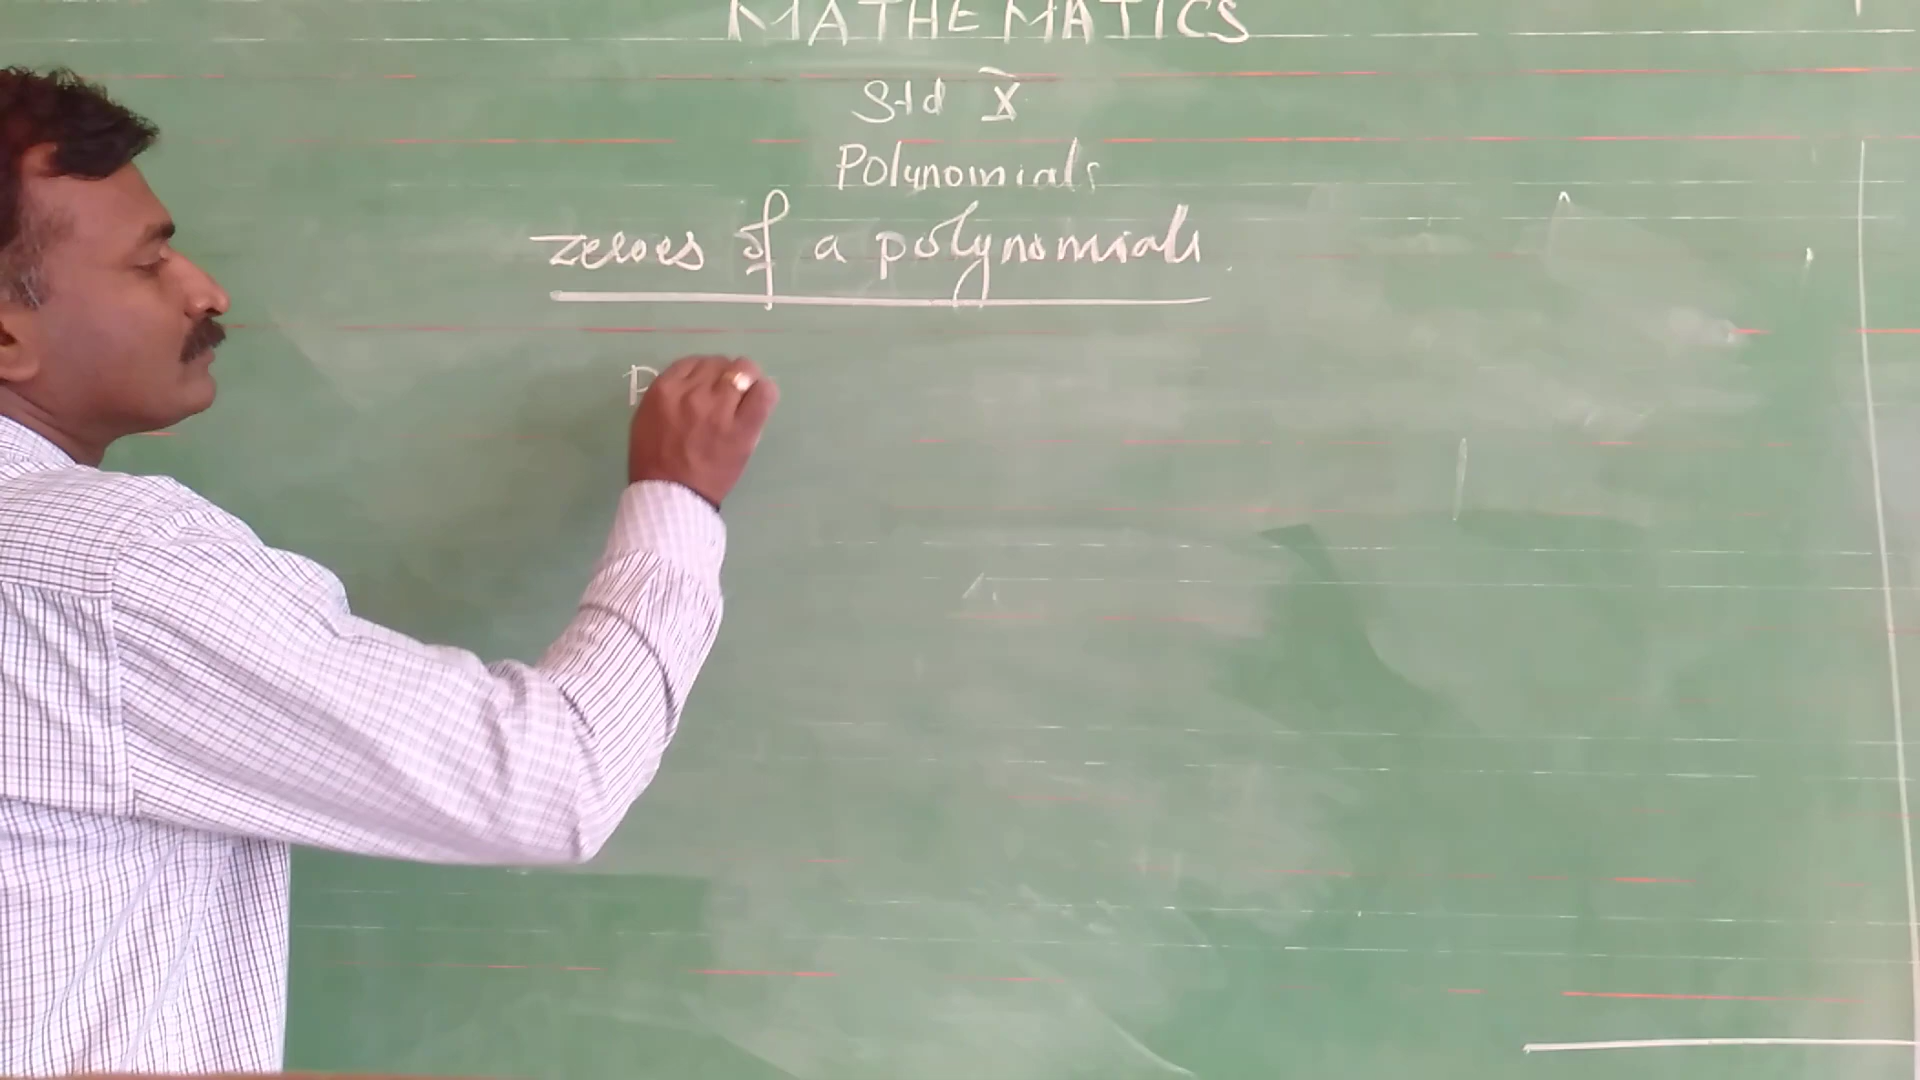 MATHEMATICS
Std X
Polynomials
zeroes of a polynomials.
P